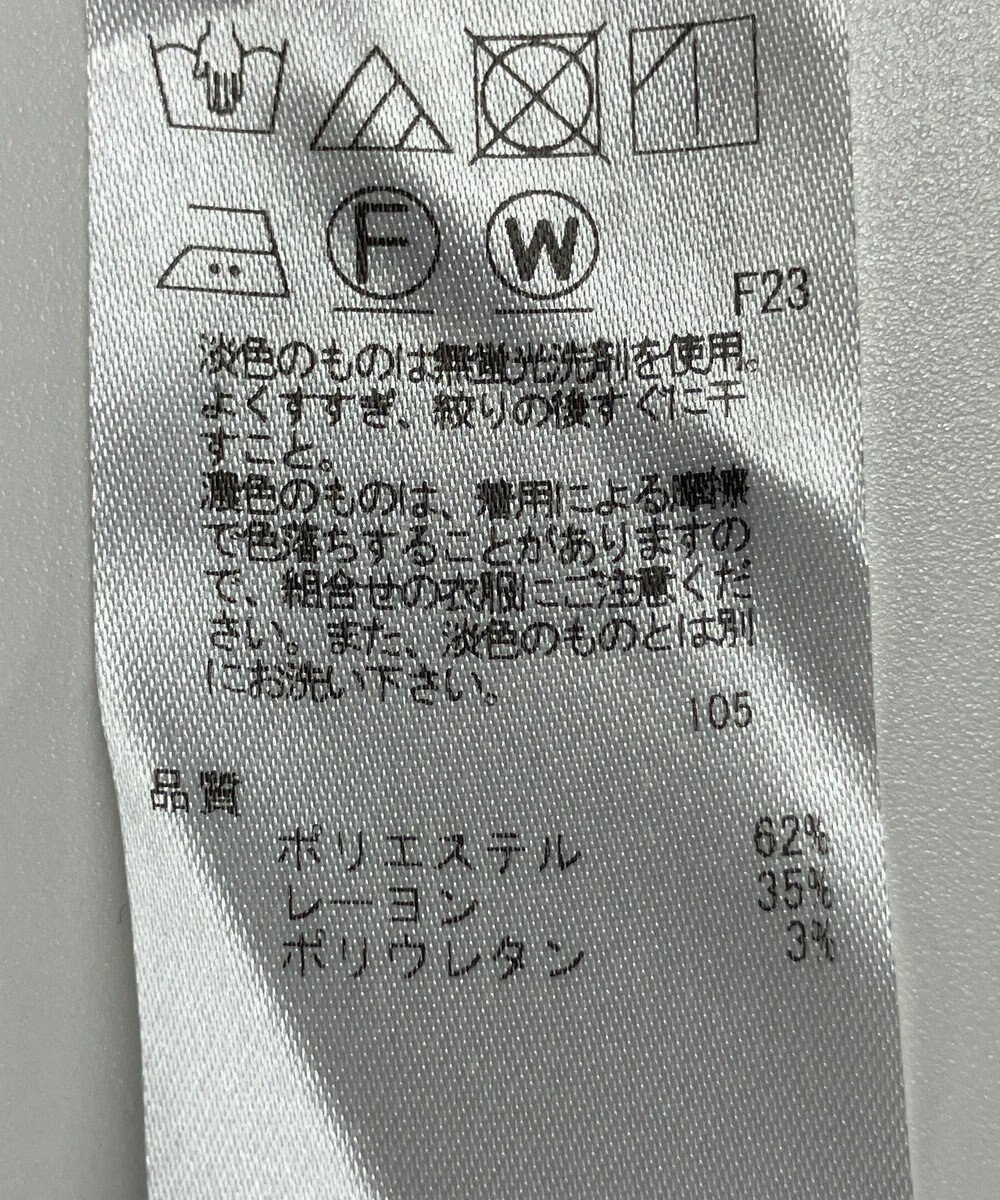 F W
F23
淡色のものは無蛍光洗剤を使用。
よくすすぎ、絞りの後すぐに干
すこと。
濃色のものは、着用による摩擦
で色落ちすることがありますの
で、組合せの衣服にご注意くだ
さい。また、淡色のものとは別
にお洗い下さい。
105
品質
ポリエステル 62%
レーヨン 35%
ポリウレタン 3%